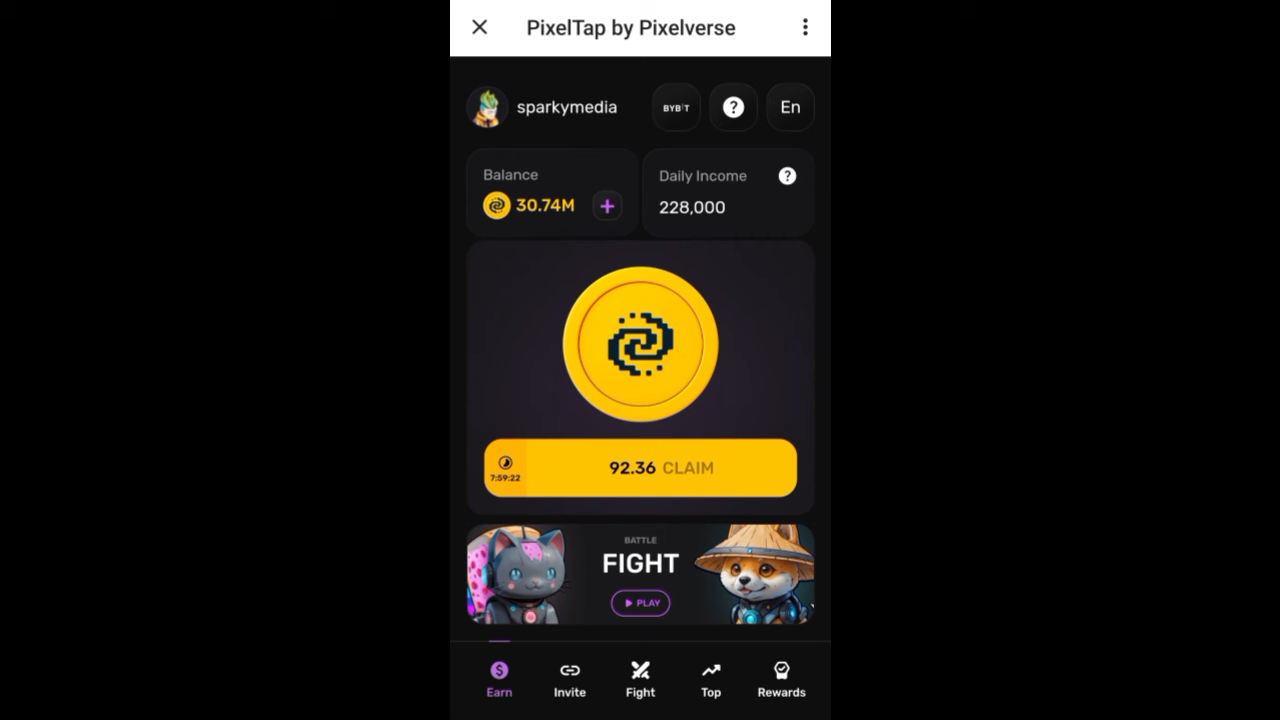 PixelTap by Pixelverse
sparkymedia
BYBIT
?
En
Balance
30.74M
+
Daily Income
?
228,000
7:59:22
92.36 CLAIM
BATTLE
FIGHT
PLAY
Earn
Invite
Fight
Top
Rewards